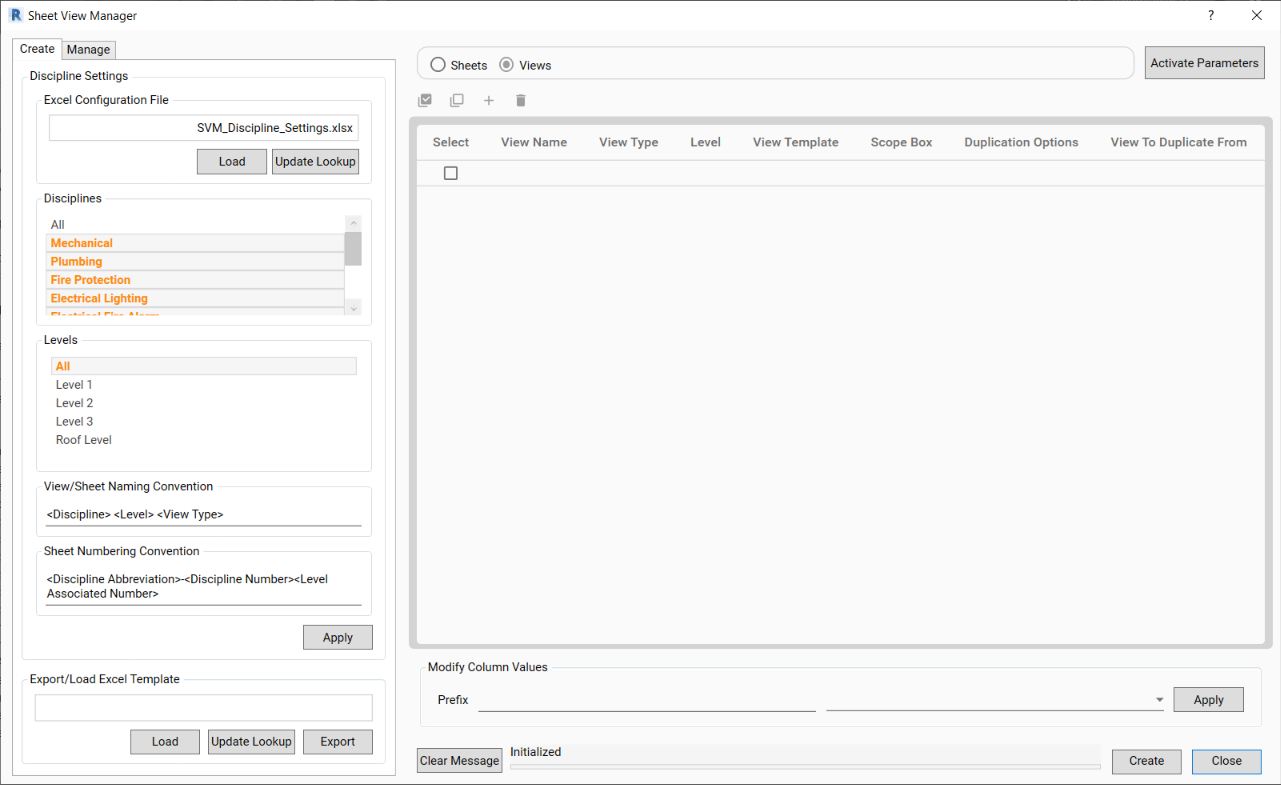 R Sheet View Manager ?
Create Manage
Discipline Settings
Excel Configuration File
SVM_Discipline_Settings.xlsx
Load Update Lookup
Disciplines
All
Mechanical
Plumbing
Fire Protection
Electrical Lighting
Electrical Fire Alarm
Levels
All
Level 1
Level 2
Level 3
Roof Level
View/Sheet Naming Convention
<Discipline> <Level> <View Type>
Sheet Numbering Convention
<Discipline Abbreviation>-<Discipline Number><Level
Associated Number>
Apply
Export/Load Excel Template
Load Update Lookup Export
Sheets Views
Activate Parameters
Select View Name View Type Level View Template Scope Box Duplication Options View To Duplicate From
Modify Column Values
Prefix
Apply
Clear Message Initialized
Create Close